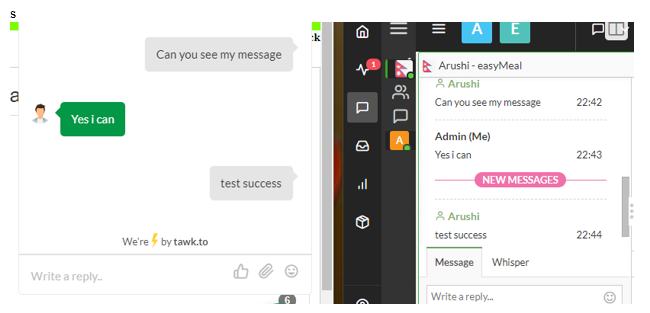 s
ck
Can you see my message
a
Yes i can
test success
We're by tawk.to
Write a reply..
6
1
A
A E
Arushi - easyMeal
Arushi
Can you see my message 22:42
Admin (Me)
Yes i can 22:43
NEW MESSAGES
Arushi
test success 22:44
Message Whisper
Write a reply...